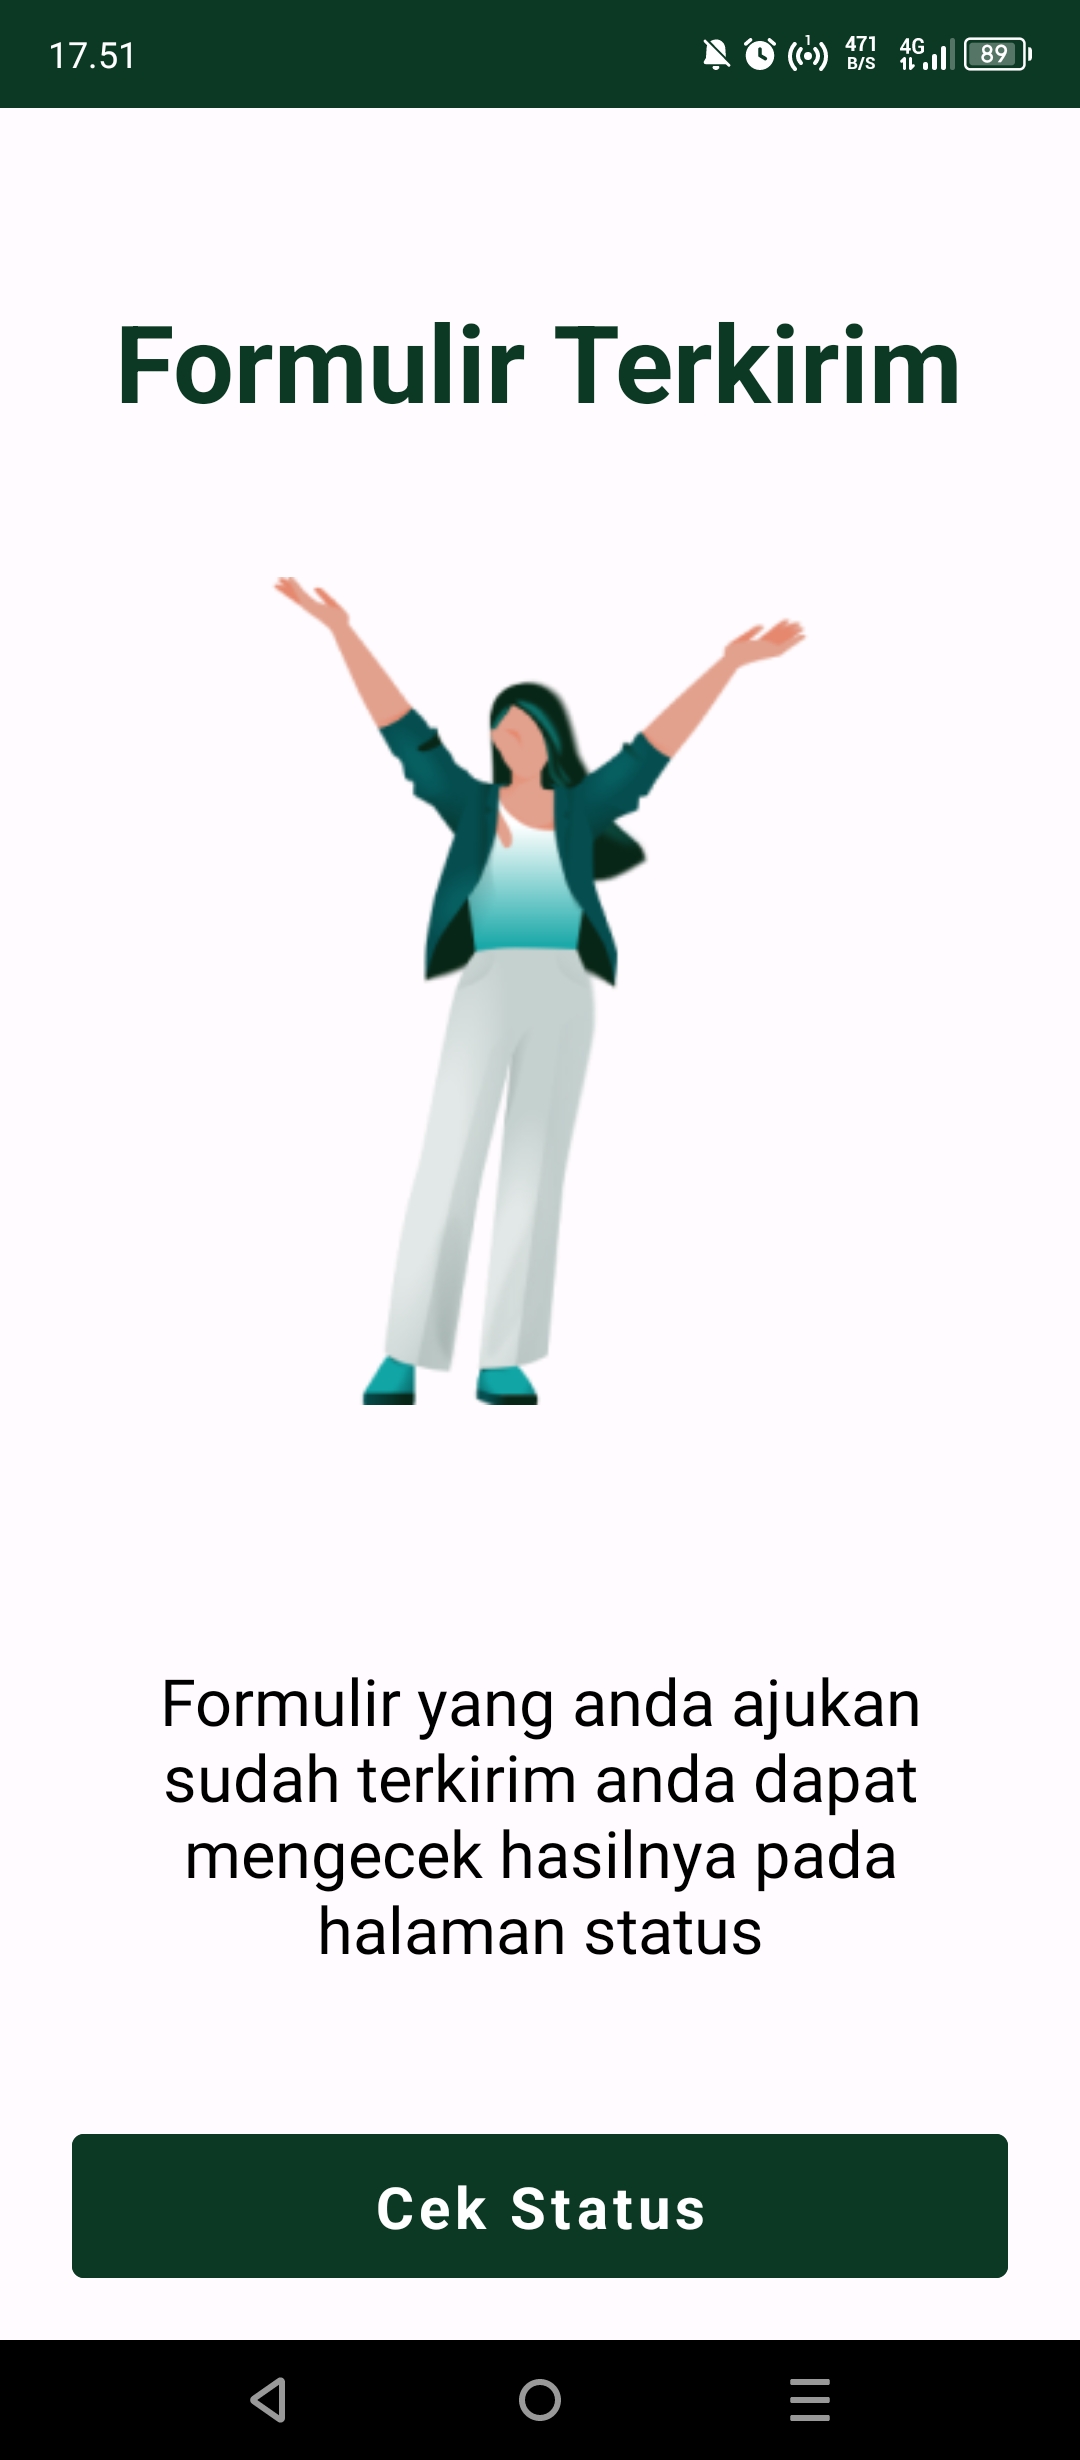 17.51
1
471
B/S
4G
89
Formulir Terkirim
Formulir yang anda ajukan
sudah terkirim anda dapat
mengecek hasilnya pada
halaman status
Cek Status